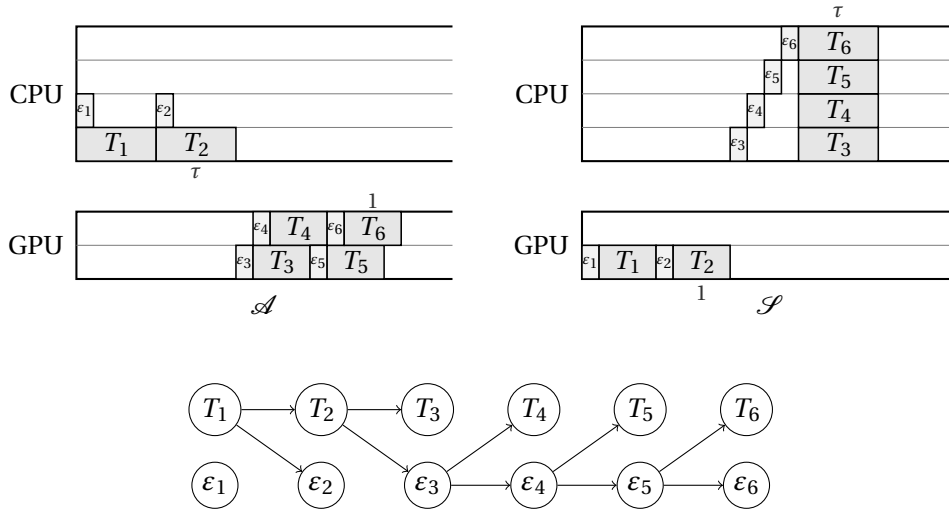 τ
ε₆ T₆
ε₅ T₅
CPU
ε₁ ε₂
T₁ T₂
τ
CPU
ε₄ T₄
ε₃ T₃
1
GPU
ε₄ T₄ ε₆ T₆
ε₃ T₃ ε₅ T₅
GPU
ε₁ T₁ ε₂ T₂
1
𝒜
𝒮
T₁ T₂ T₃ T₄ T₅ T₆
ε₁ ε₂ ε₃ ε₄ ε₅ ε₆